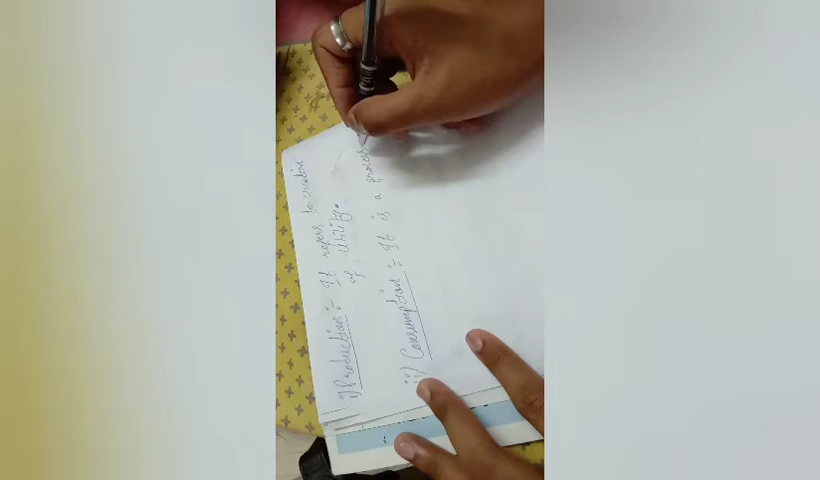 i) Production :- It refers to creation
of Utility.
ii) Consumption :- It is a process